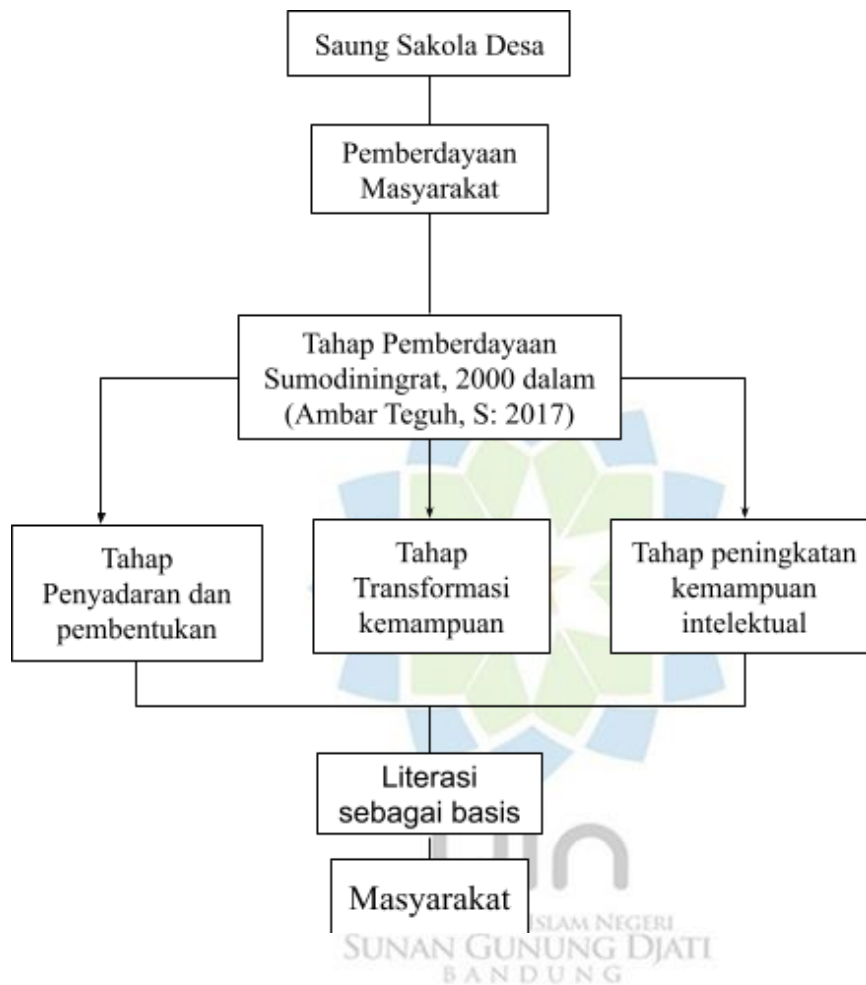 Saung Sakola Desa
Pemberdayaan
Masyarakat
Tahap Pemberdayaan
Sumodiningrat, 2000 dalam
(Ambar Teguh, S: 2017)
Tahap
Penyadaran dan
pembentukan
Tahap
Transformasi
kemampuan
Tahap peningkatan
kemampuan
intelektual
Literasi
sebagai basis
Masyarakat
ISLAM NEGERI
SUNAN GUNUNG DJATI
BANDUNG